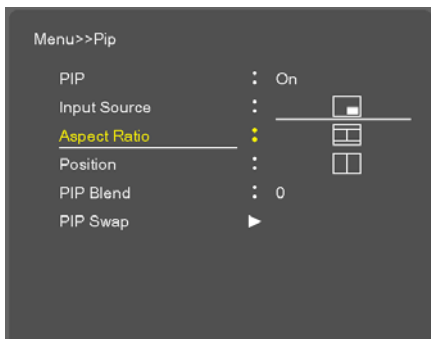 Menu>>Pip
PIP : On
Input Source :
Aspect Ratio :
Position :
PIP Blend : 0
PIP Swap ►